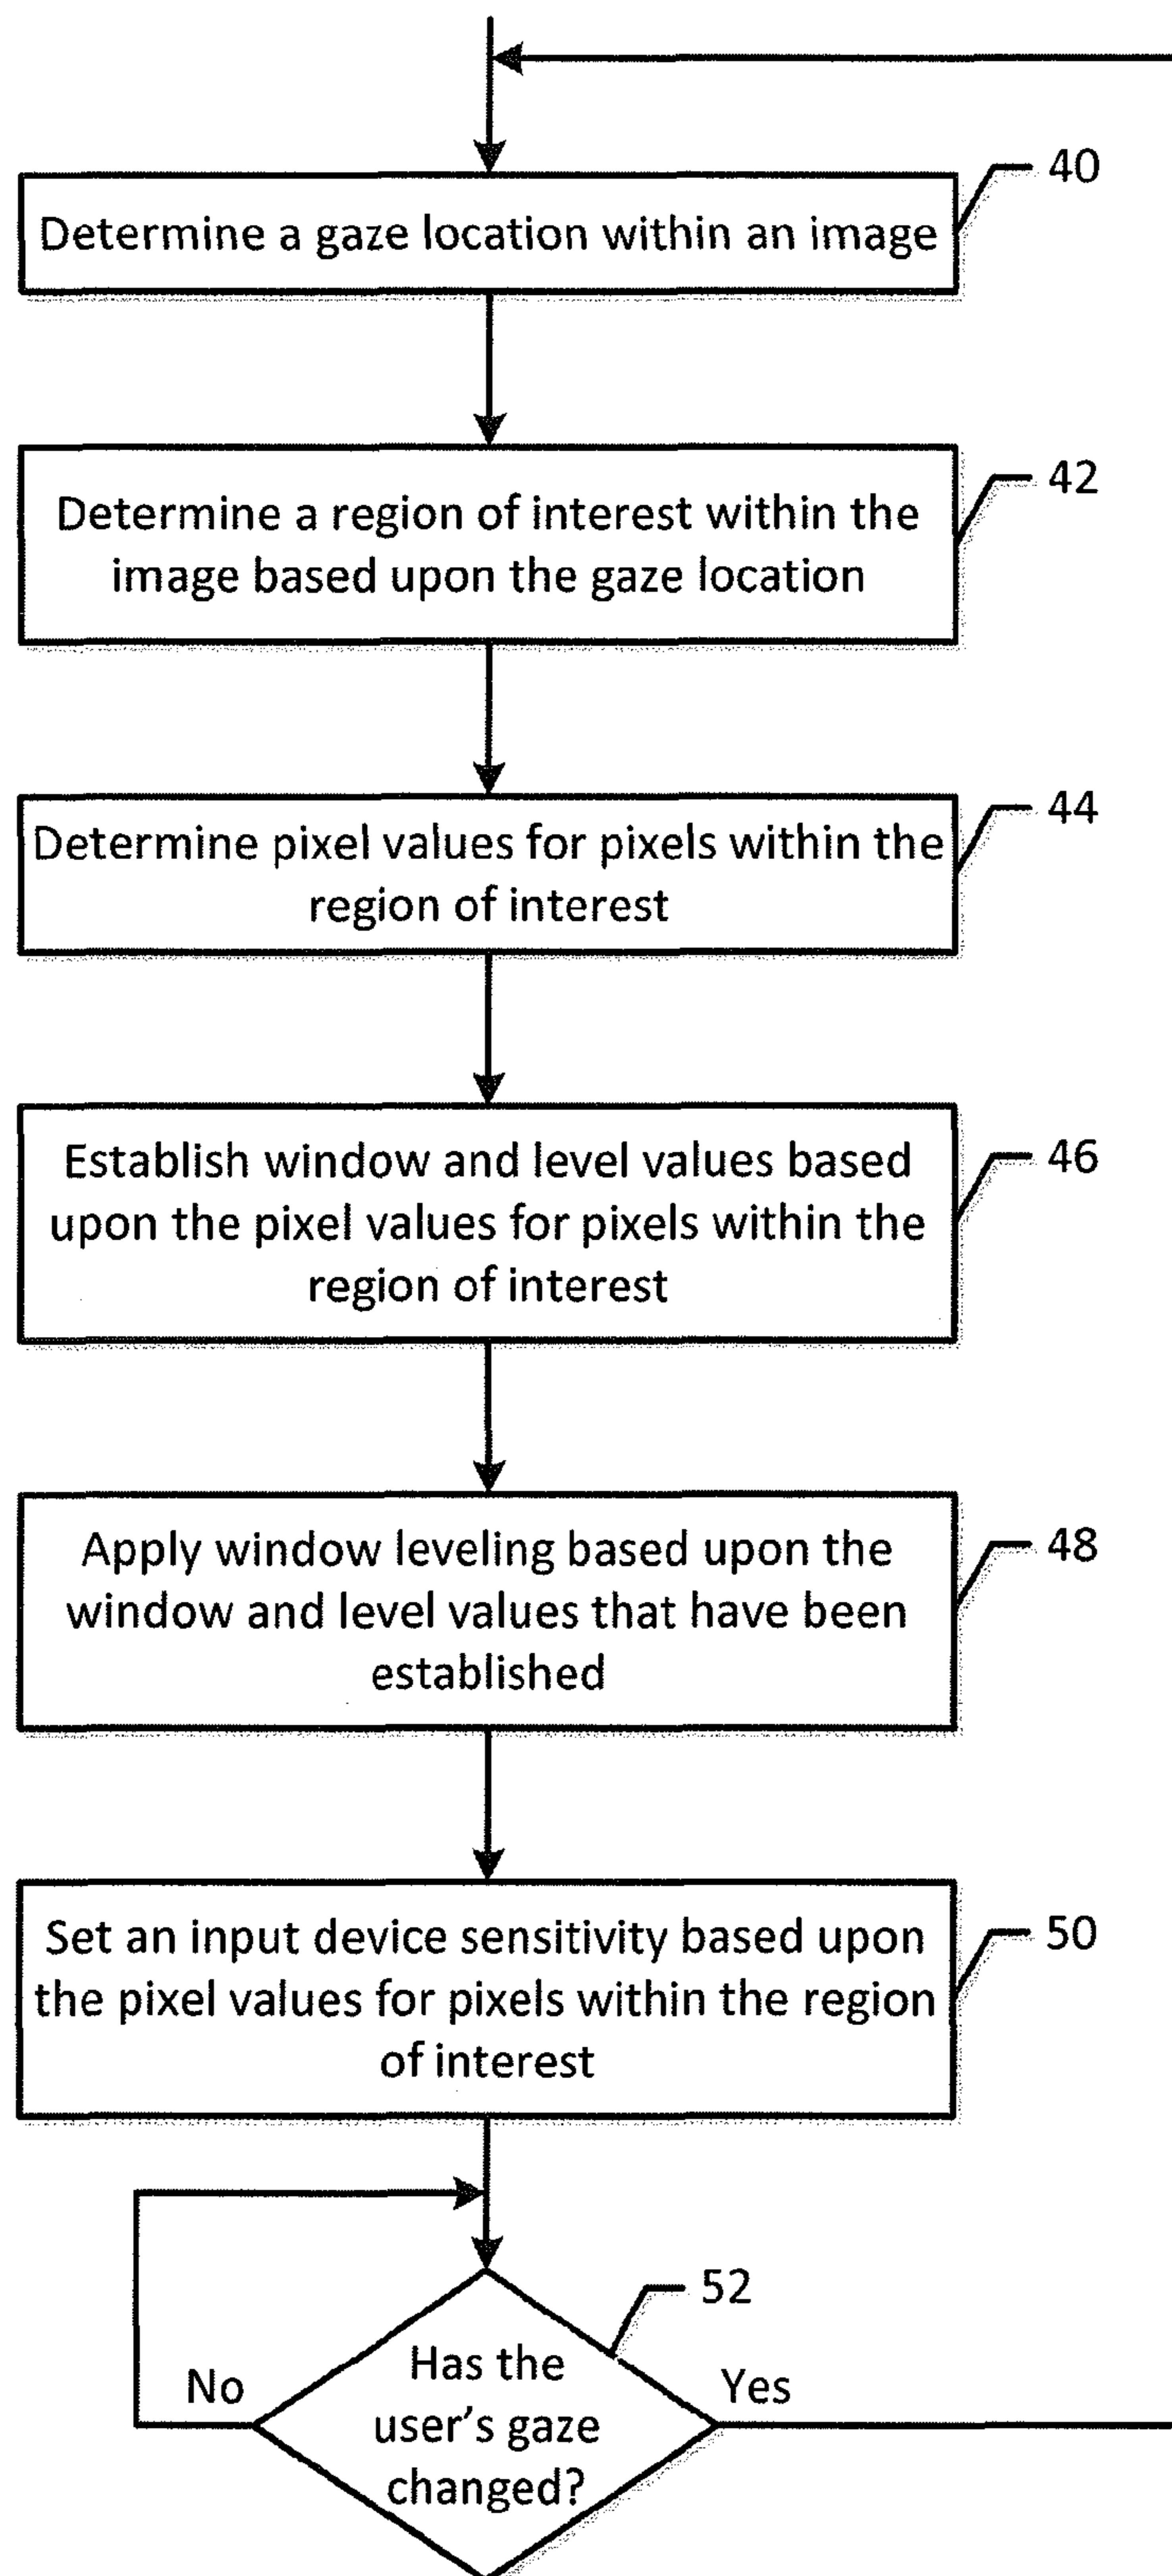 40
Determine a gaze location within an image
42
Determine a region of interest within the
image based upon the gaze location
44
Determine pixel values for pixels within the
region of interest
46
Establish window and level values based
upon the pixel values for pixels within the
region of interest
48
Apply window leveling based upon the
window and level values that have been
established
50
Set an input device sensitivity based upon
the pixel values for pixels within the region
of interest
52
Has the
user's gaze
changed?
No
Yes